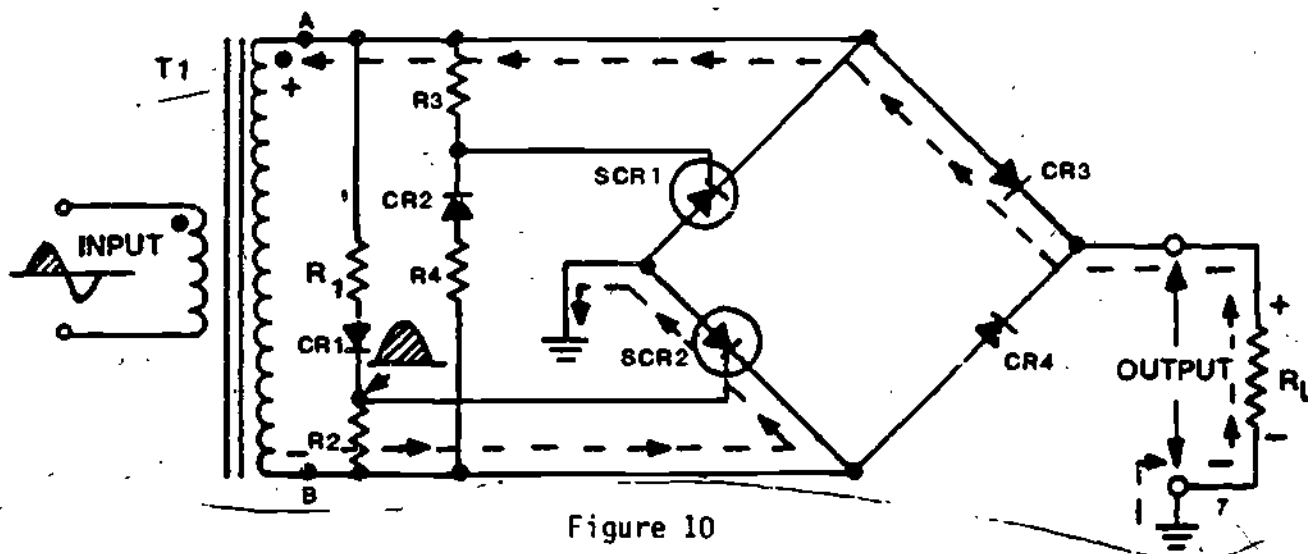 A
T1
+
R3
SCR1
CR3
CR2
INPUT
R1
R4
CR1
SCR2
CR4
OUTPUT
+
RL
R2
-
-
B
7
Figure 10